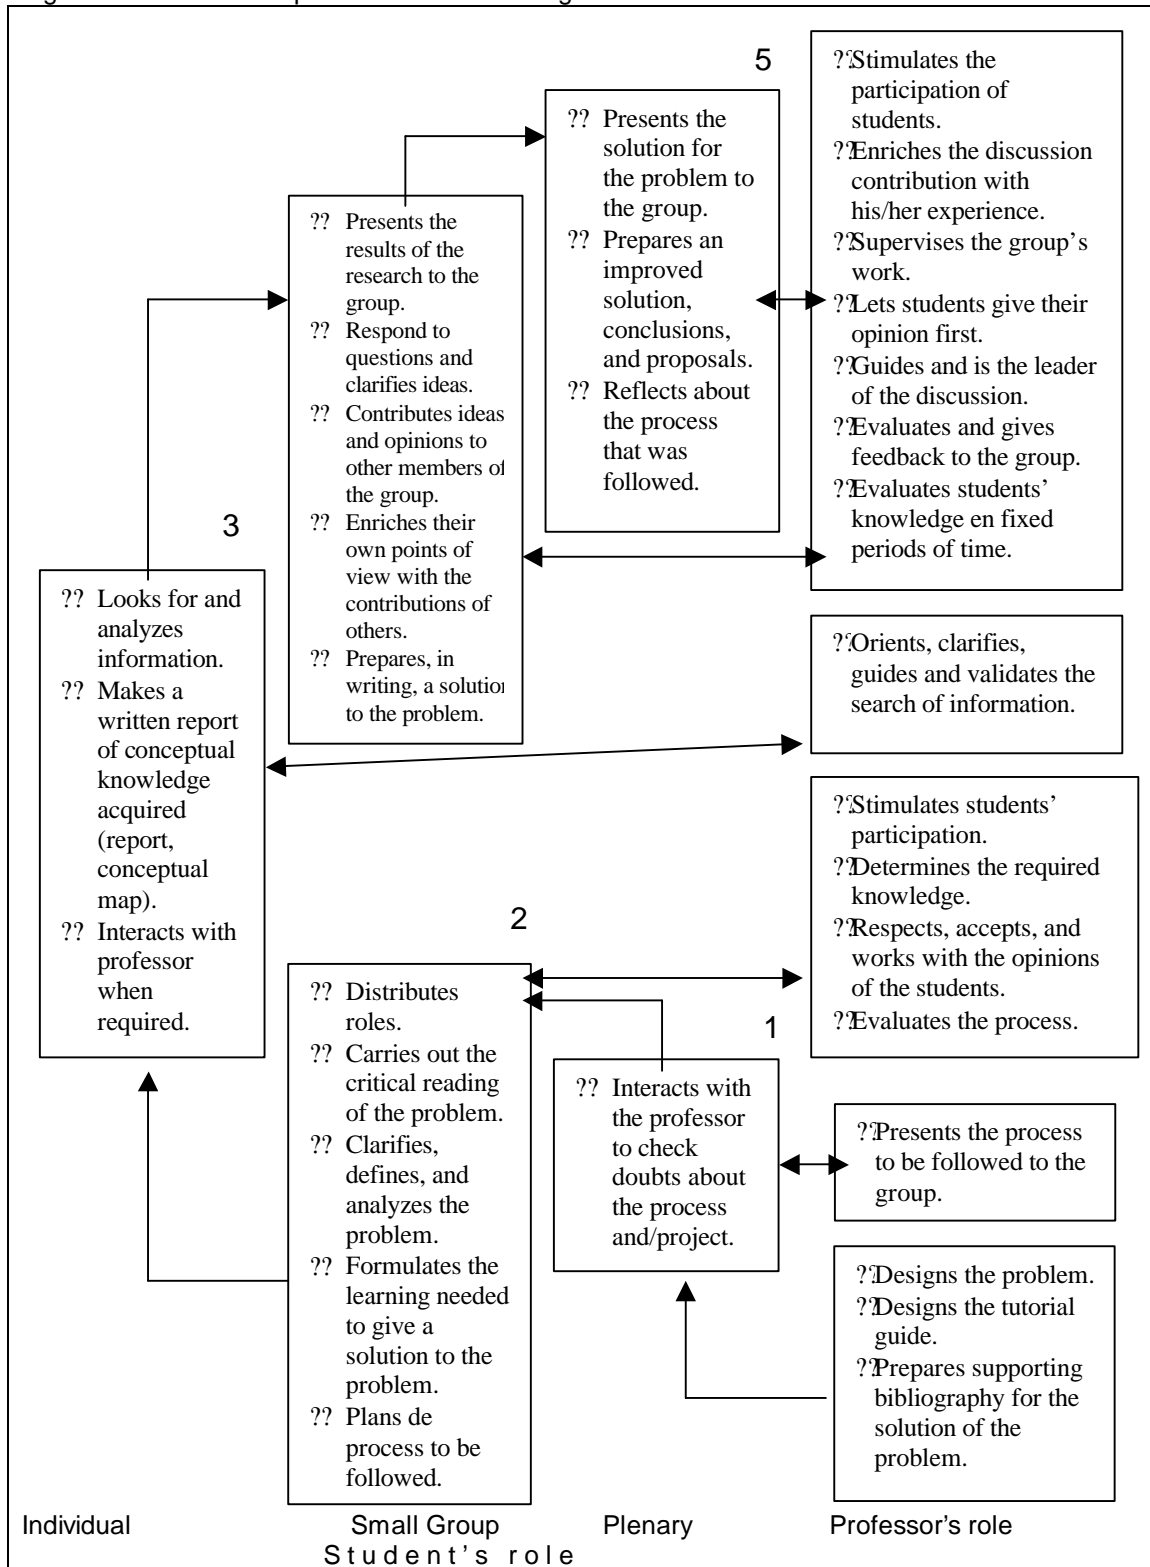 5
?? Stimulates the
participation of
students.
?? Enriches the discussion
contribution with
his/her experience.
?? Supervises the group's
work.
?? Lets students give their
opinion first.
?? Guides and is the leader
of the discussion.
?? Evaluates and gives
feedback to the group.
?? Evaluates students'
knowledge en fixed
periods of time.
?? Presents the
solution for
the problem to
the group.
?? Prepares an
improved
solution,
conclusions,
and proposals.
?? Reflects about
the process
that was
followed.
?? Presents the
results of the
research to the
group.
?? Respond to
questions and
clarifies ideas.
?? Contributes ideas
and opinions to
other members of
the group.
?? Enriches their
own points of
view with the
contributions of
others.
?? Prepares, in
writing, a solution
to the problem.
3
?? Looks for and
analyzes
information.
?? Makes a
written report
of conceptual
knowledge
acquired
(report,
conceptual
map).
?? Interacts with
professor
when
required.
?? Orients, clarifies,
guides and validates the
search of information.
?? Stimulates students'
participation.
?? Determines the required
knowledge.
?? Respects, accepts, and
works with the opinions
of the students.
?? Evaluates the process.
2
?? Distributes
roles.
?? Carries out the
critical reading
of the problem.
?? Clarifies,
defines, and
analyzes the
problem.
?? Formulates the
learning needed
to give a
solution to the
problem.
?? Plans de
process to be
followed.
1
?? Interacts with
the professor
to check
doubts about
the process
and/project.
?? Presents the process
to be followed to the
group.
?? Designs the problem.
?? Designs the tutorial
guide.
?? Prepares supporting
bibliography for the
solution of the
problem.
Individual Small Group Plenary Professor's role
Student's role